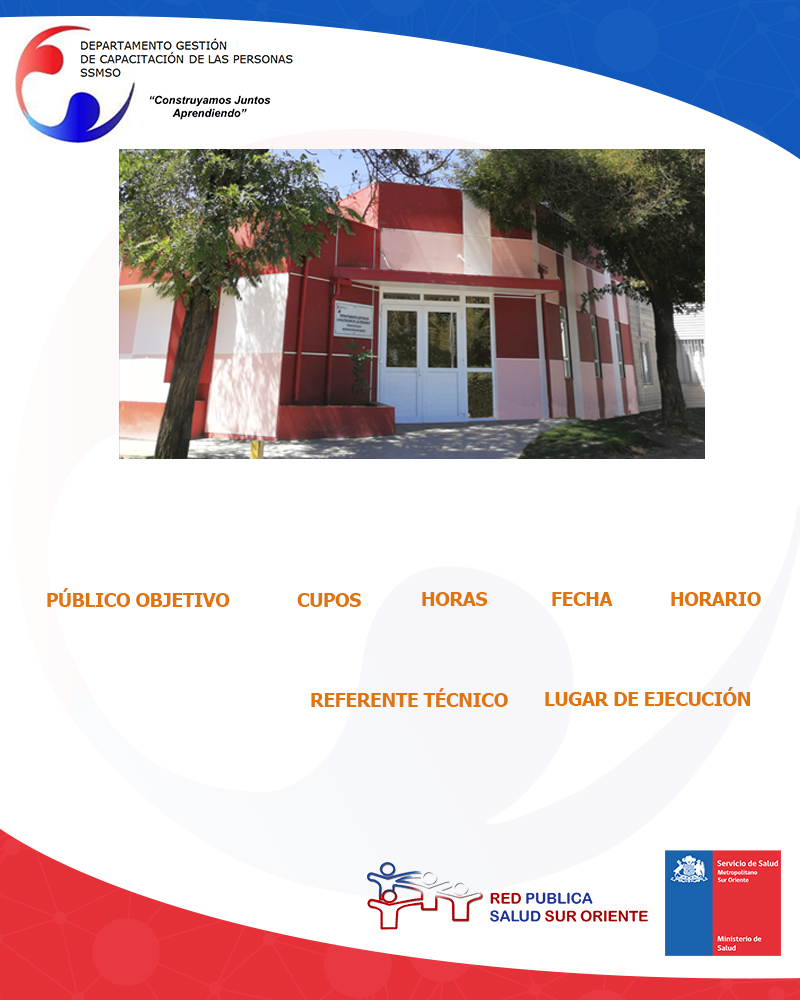 DEPARTAMENTO GESTIÓN
DE CAPACITACIÓN DE LAS PERSONAS
SSMSO
“Construyamos Juntos
Aprendiendo”
PÚBLICO OBJETIVO CUPOS HORAS FECHA HORARIO
REFERENTE TÉCNICO LUGAR DE EJECUCIÓN
RED PUBLICA
SALUD SUR ORIENTE
Servicio de Salud
Metropolitano
Sur Oriente
Ministerio de
Salud